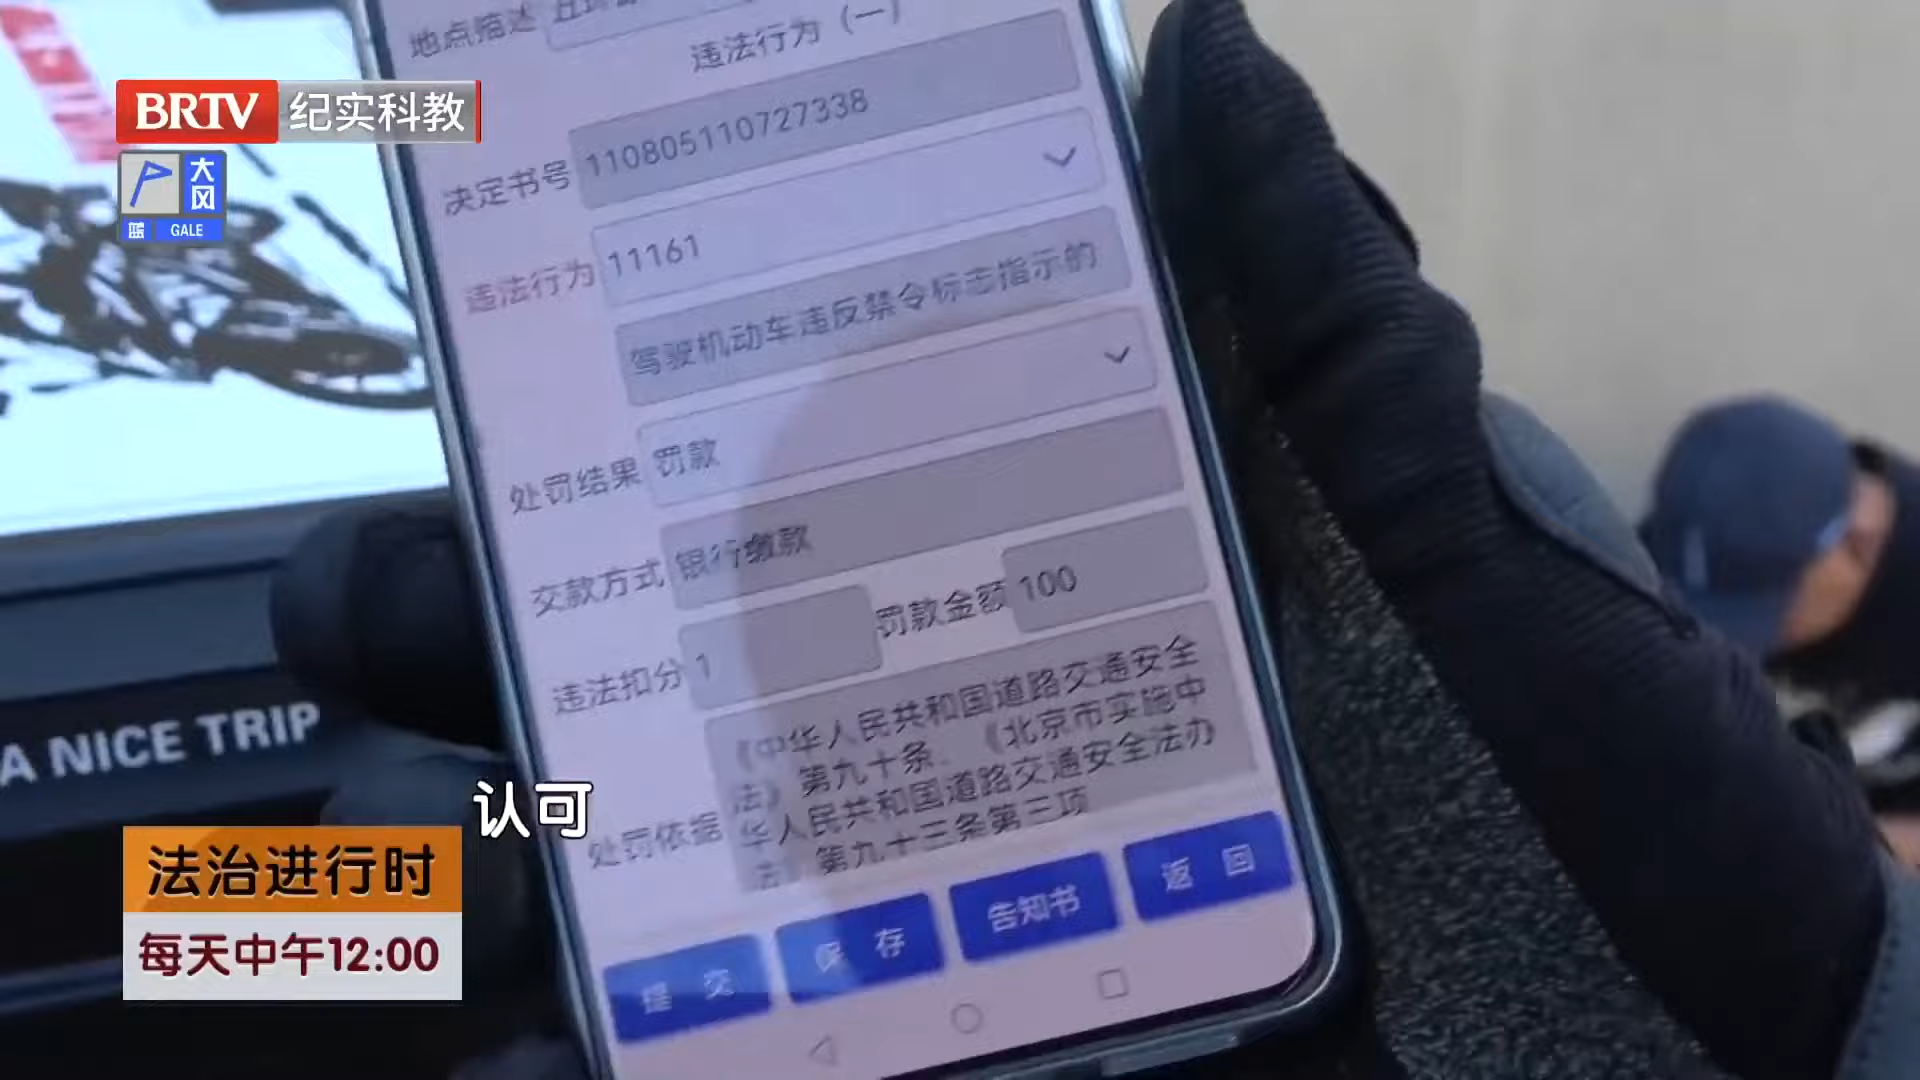 地点描述
违法行为（一）
BRTV 纪实科教
大风
蓝 GALE
决定书号 110805110727338
违法行为 11161
驾驶机动车违反禁令标志指示的
处罚结果 罚款
交款方式 银行缴款
违法扣分 1 罚款金额 100
处罚依据
《中华人民共和国道路交通安全
法》第九十条、《北京市实施中
华人民共和国道路交通安全法办
法》第九十三条第三项
提 交 保 存 告知书 返 回
A NICE TRIP
认可
法治进行时
每天中午12:00